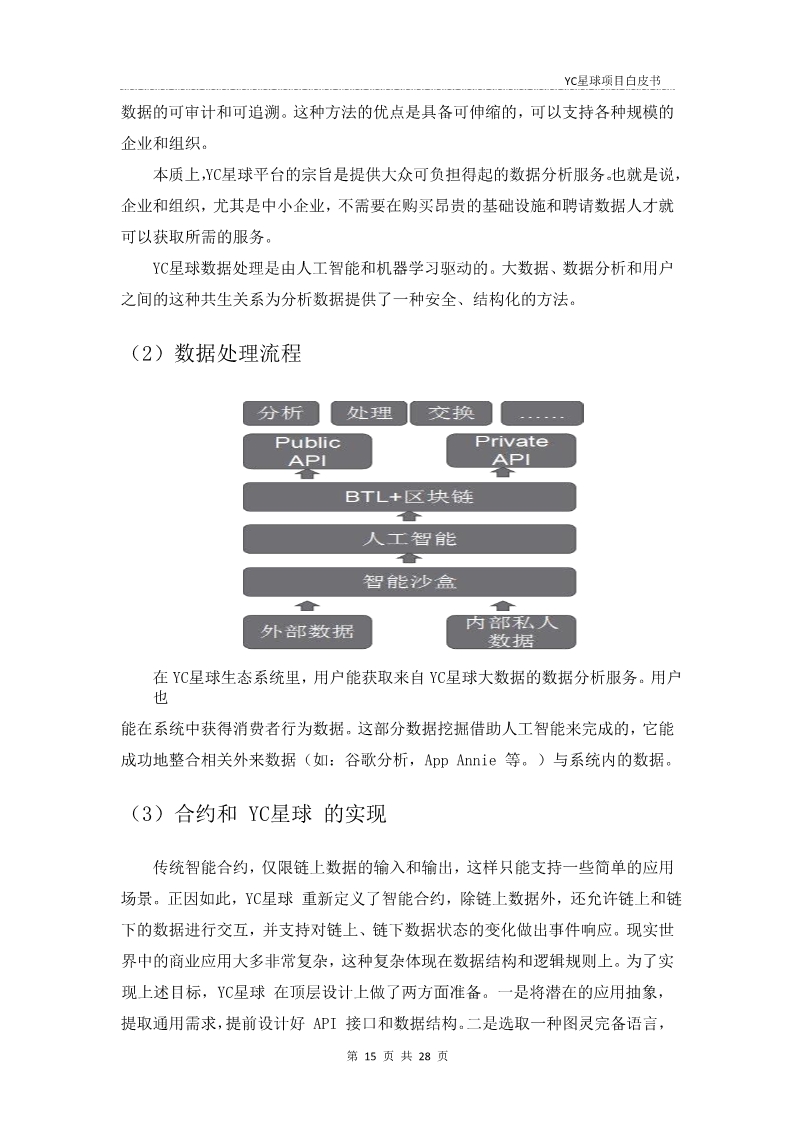 YC星球项目白皮书
数据的可审计和可追溯。这种方法的优点是具备可伸缩的，可以支持各种规模的
企业和组织。
本质上，YC星球平台的宗旨是提供大众可负担得起的数据分析服务。也就是说，
企业和组织，尤其是中小企业，不需要在购买昂贵的基础设施和聘请数据人才就
可以获取所需的服务。
YC星球数据处理是由人工智能和机器学习驱动的。大数据、数据分析和用户
之间的这种共生关系为分析数据提供了一种安全、结构化的方法。
（2）数据处理流程
分析 处理 交换 ……
Public
API
Private
API
BTL+区块链
人工智能
智能沙盒
外部数据
内部私人
数据
在 YC星球生态系统里，用户能获取来自 YC星球大数据的数据分析服务。用户
也
能在系统中获得消费者行为数据。这部分数据挖掘借助人工智能来完成的，它能
成功地整合相关外来数据（如：谷歌分析，App Annie 等。）与系统内的数据。
（3）合约和 YC星球 的实现
传统智能合约，仅限链上数据的输入和输出，这样只能支持一些简单的应用
场景。正因如此，YC星球 重新定义了智能合约，除链上数据外，还允许链上和链
下的数据进行交互，并支持对链上、链下数据状态的变化做出事件响应。现实世
界中的商业应用大多非常复杂，这种复杂体现在数据结构和逻辑规则上。为了实
现上述目标，YC星球 在顶层设计上做了两方面准备。一是将潜在的应用抽象，
提取通用需求，提前设计好 API 接口和数据结构。二是选取一种图灵完备语言，
第 15 页 共 28 页